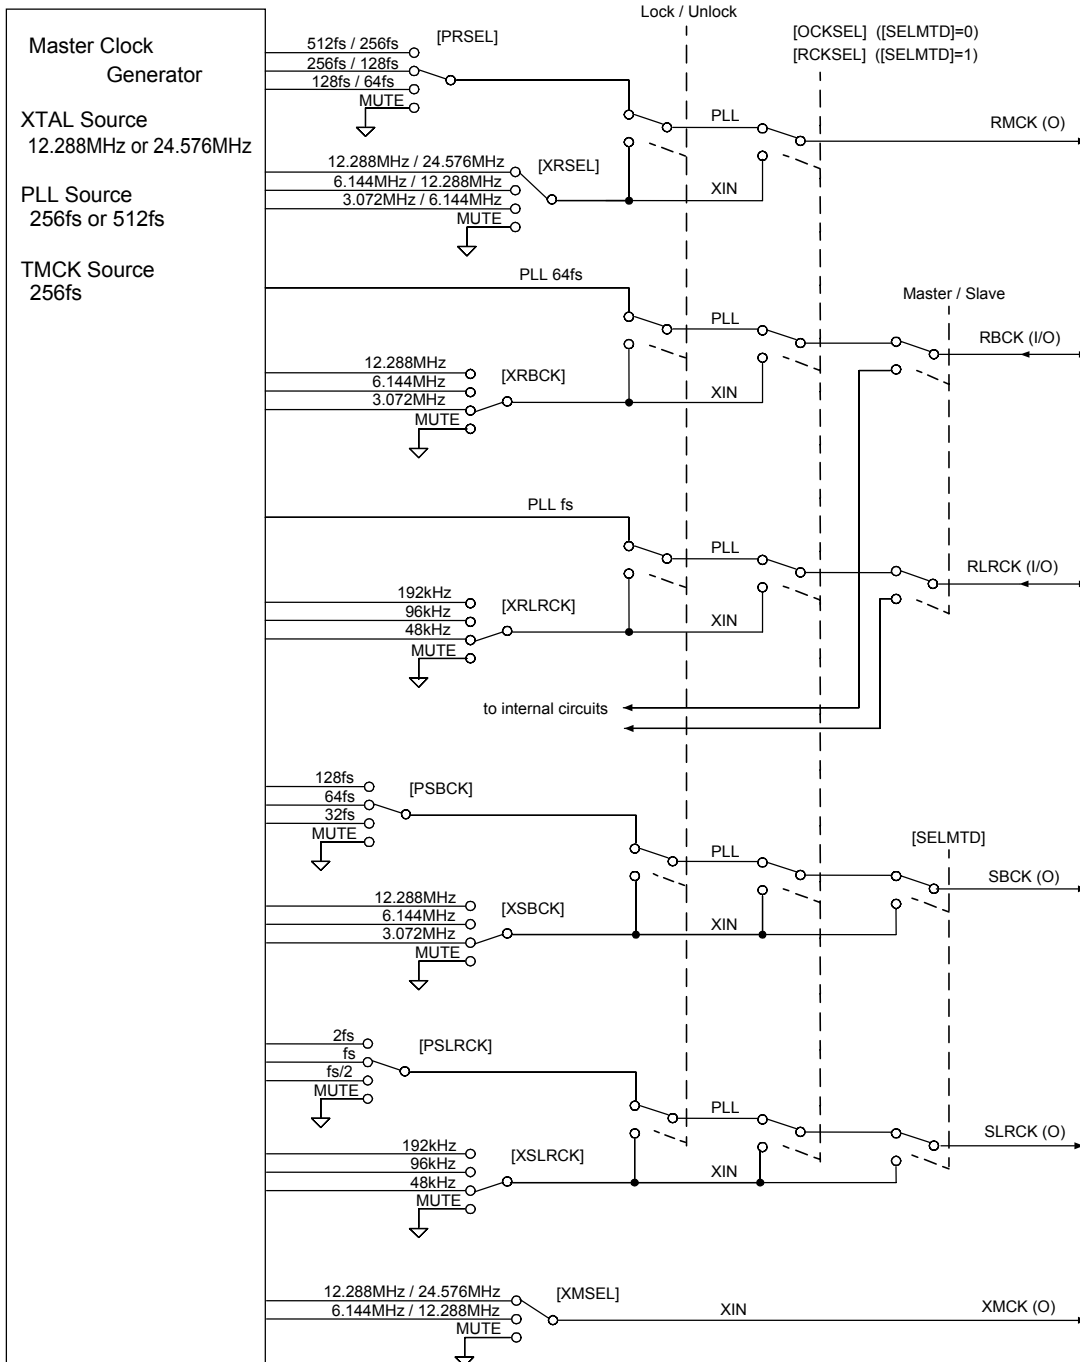 Lock / Unlock
[OCKSEL] ([SELMTD]=0)
[RCKSEL] ([SELMTD]=1)
Master Clock
Generator
XTAL Source
12.288MHz or 24.576MHz
PLL Source
256fs or 512fs
TMCK Source
256fs
512fs / 256fs
[PRSEL]
256fs / 128fs
128fs / 64fs
MUTE
PLL
RMCK (O)
12.288MHz / 24.576MHz
[XRSEL]
6.144MHz / 12.288MHz
3.072MHz / 6.144MHz
MUTE
XIN
PLL 64fs
Master / Slave
PLL
RBCK (I/O)
12.288MHz
[XRBCK]
6.144MHz
3.072MHz
MUTE
XIN
PLL fs
PLL
RLRCK (I/O)
192kHz
[XRLRCK]
96kHz
48kHz
MUTE
XIN
to internal circuits
128fs
[PSBCK]
64fs
32fs
MUTE
[SELMTD]
PLL
SBCK (O)
12.288MHz
[XSBCK]
6.144MHz
3.072MHz
MUTE
XIN
2fs
[PSLRCK]
fs
fs/2
MUTE
PLL
SLRCK (O)
192kHz
[XSLRCK]
96kHz
48kHz
MUTE
XIN
12.288MHz / 24.576MHz
[XMSEL]
6.144MHz / 12.288MHz
MUTE
XIN
XMCK (O)